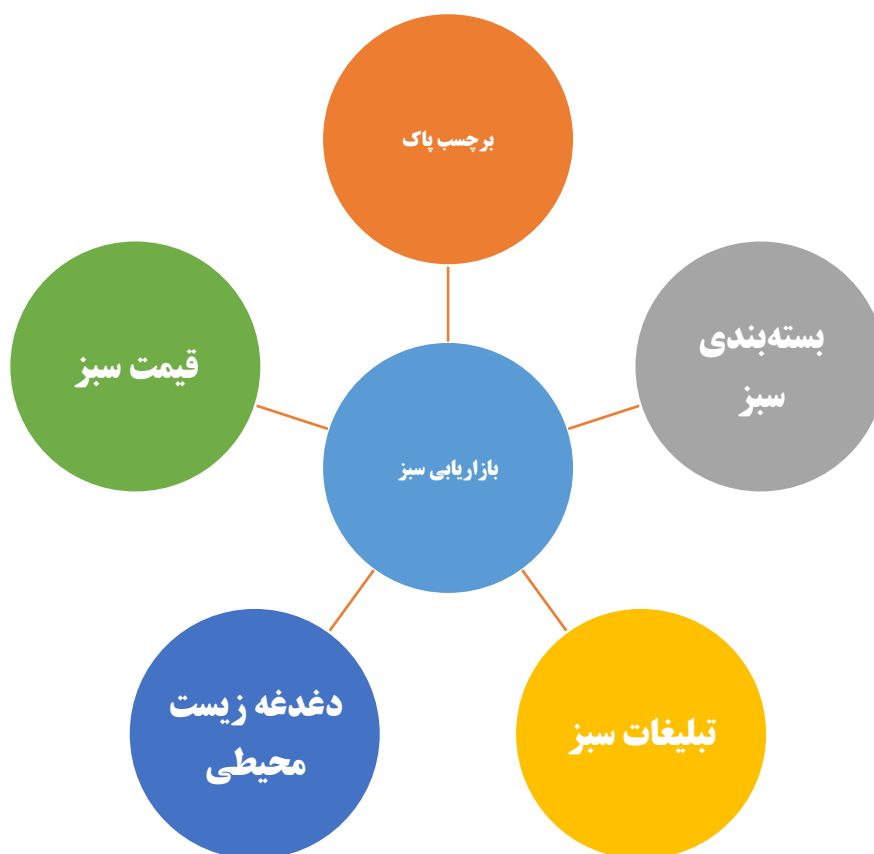 برچسب پاک
بسته‌بندی
سبز
قیمت سبز
بازاریابی سبز
دغدغه زیست
محیطی
تبلیغات سبز